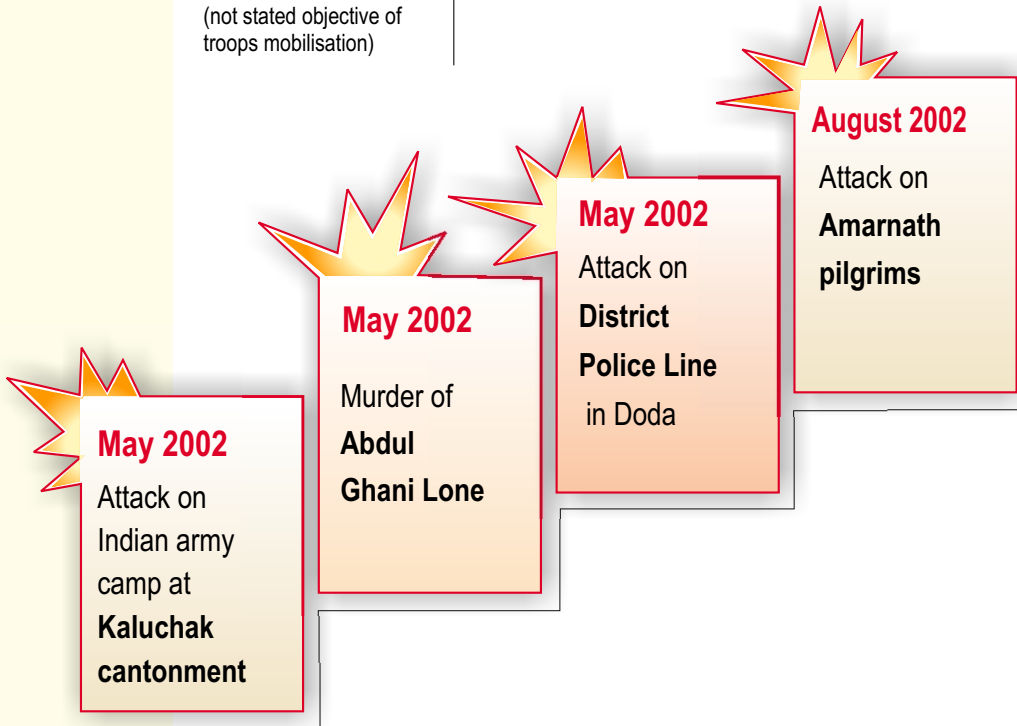 (not stated objective of
troops mobilisation)
May 2002
Attack on
Indian army
camp at
Kaluchak
cantonment
May 2002
Murder of
Abdul
Ghani Lone
May 2002
Attack on
District
Police Line
in Doda
August 2002
Attack on
Amarnath
pilgrims